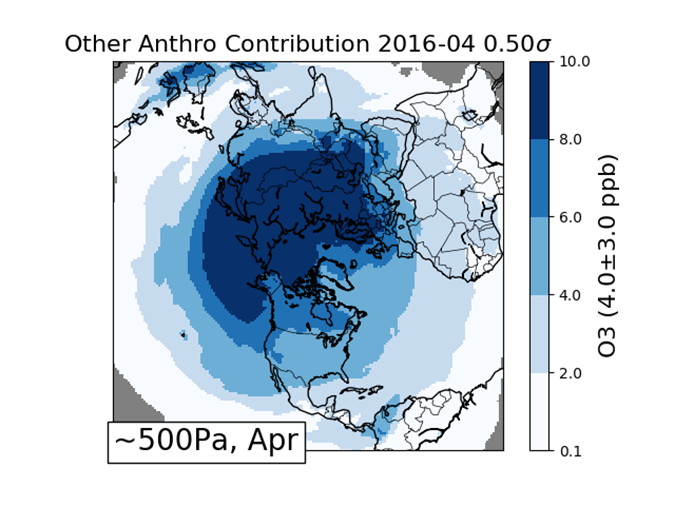 Other Anthro Contribution 2016-04 0.50σ
10.0
8.0
6.0
4.0
2.0
0.1
O3 (4.0±3.0 ppb)
~500Pa, Apr